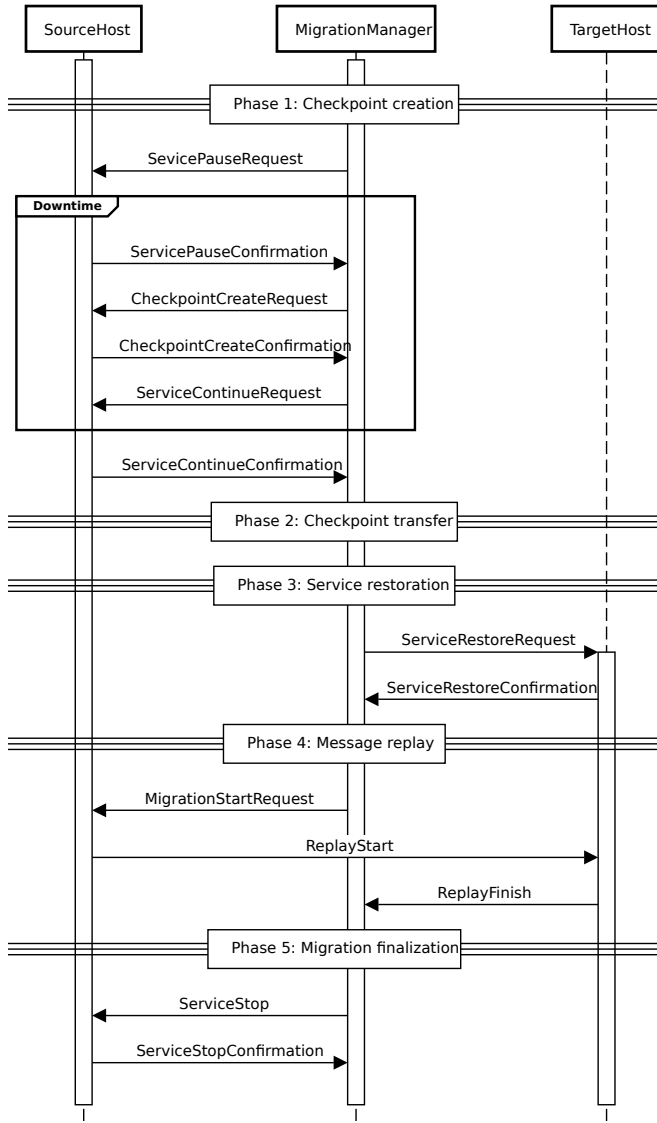 SourceHost
MigrationManager
TargetHost
Phase 1: Checkpoint creation
SevicePauseRequest
Downtime
ServicePauseConfirmation
CheckpointCreateRequest
CheckpointCreateConfirmation
ServiceContinueRequest
ServiceContinueConfirmation
Phase 2: Checkpoint transfer
Phase 3: Service restoration
ServiceRestoreRequest
ServiceRestoreConfirmation
Phase 4: Message replay
MigrationStartRequest
ReplayStart
ReplayFinish
Phase 5: Migration finalization
ServiceStop
ServiceStopConfirmation